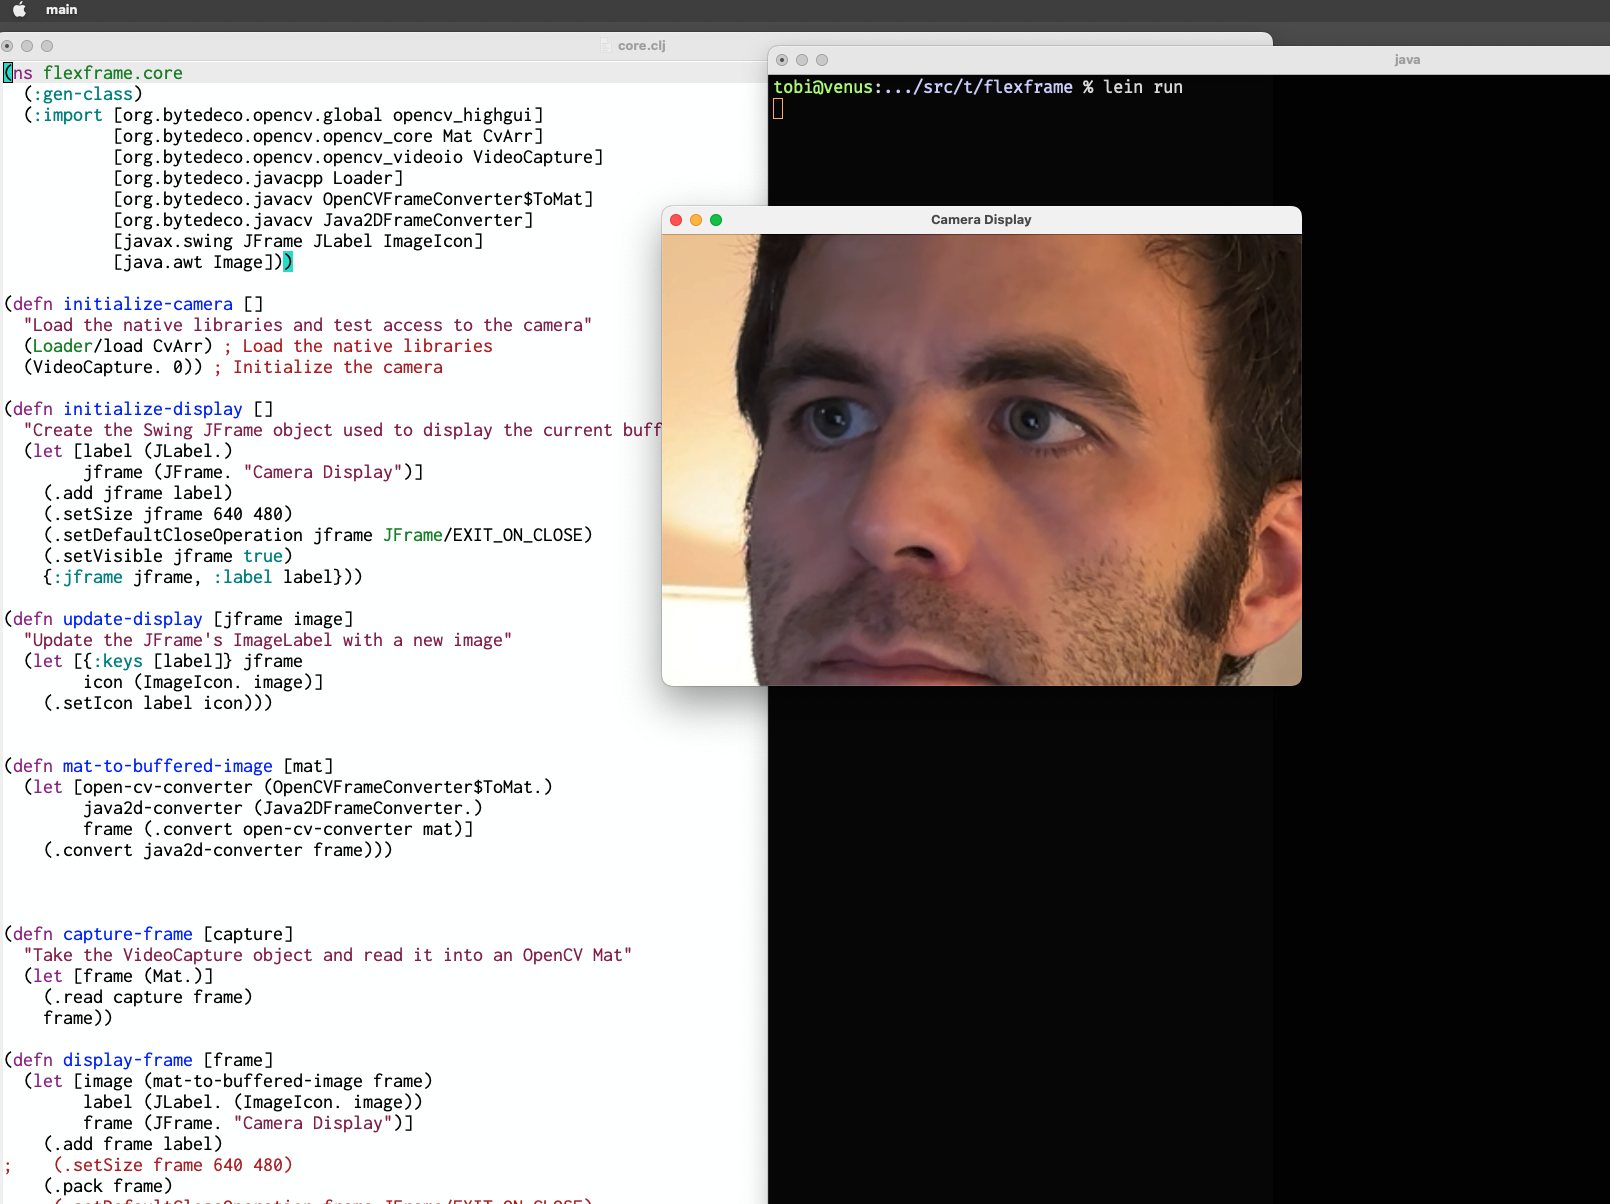 main
core.clj
(ns flexframe.core
  (:gen-class)
  (:import [org.bytedeco.opencv.global opencv_highgui]
           [org.bytedeco.opencv.opencv_core Mat CvArr]
           [org.bytedeco.opencv.opencv_videoio VideoCapture]
           [org.bytedeco.javacpp Loader]
           [org.bytedeco.javacv OpenCVFrameConverter$ToMat]
           [org.bytedeco.javacv Java2DFrameConverter]
           [javax.swing JFrame JLabel ImageIcon]
           [java.awt Image]))
(defn initialize-camera []
  "Load the native libraries and test access to the camera"
  (Loader/load CvArr) ; Load the native libraries
  (VideoCapture. 0)) ; Initialize the camera
(defn initialize-display []
  "Create the Swing JFrame object used to display the current buff
  (let [label (JLabel.)
        jframe (JFrame. "Camera Display")]
    (.add jframe label)
    (.setSize jframe 640 480)
    (.setDefaultCloseOperation jframe JFrame/EXIT_ON_CLOSE)
    (.setVisible jframe true)
    {:jframe jframe, :label label}))
(defn update-display [jframe image]
  "Update the JFrame's ImageLabel with a new image"
  (let [{:keys [label]} jframe
        icon (ImageIcon. image)]
    (.setIcon label icon)))
(defn mat-to-buffered-image [mat]
  (let [open-cv-converter (OpenCVFrameConverter$ToMat.)
        java2d-converter (Java2DFrameConverter.)
        frame (.convert open-cv-converter mat)]
    (.convert java2d-converter frame)))
(defn capture-frame [capture]
  "Take the VideoCapture object and read it into an OpenCV Mat"
  (let [frame (Mat.)]
    (.read capture frame)
    frame))
(defn display-frame [frame]
  (let [image (mat-to-buffered-image frame)
        label (JLabel. (ImageIcon. image))
        frame (JFrame. "Camera Display")]
    (.add frame label)
;    (.setSize frame 640 480)
    (.pack frame)
;    (.setDefaultCloseOperation frame JFrame/EXIT_ON_CLOSE)
java
tobi@venus:.../src/t/flexframe % lein run
Camera Display